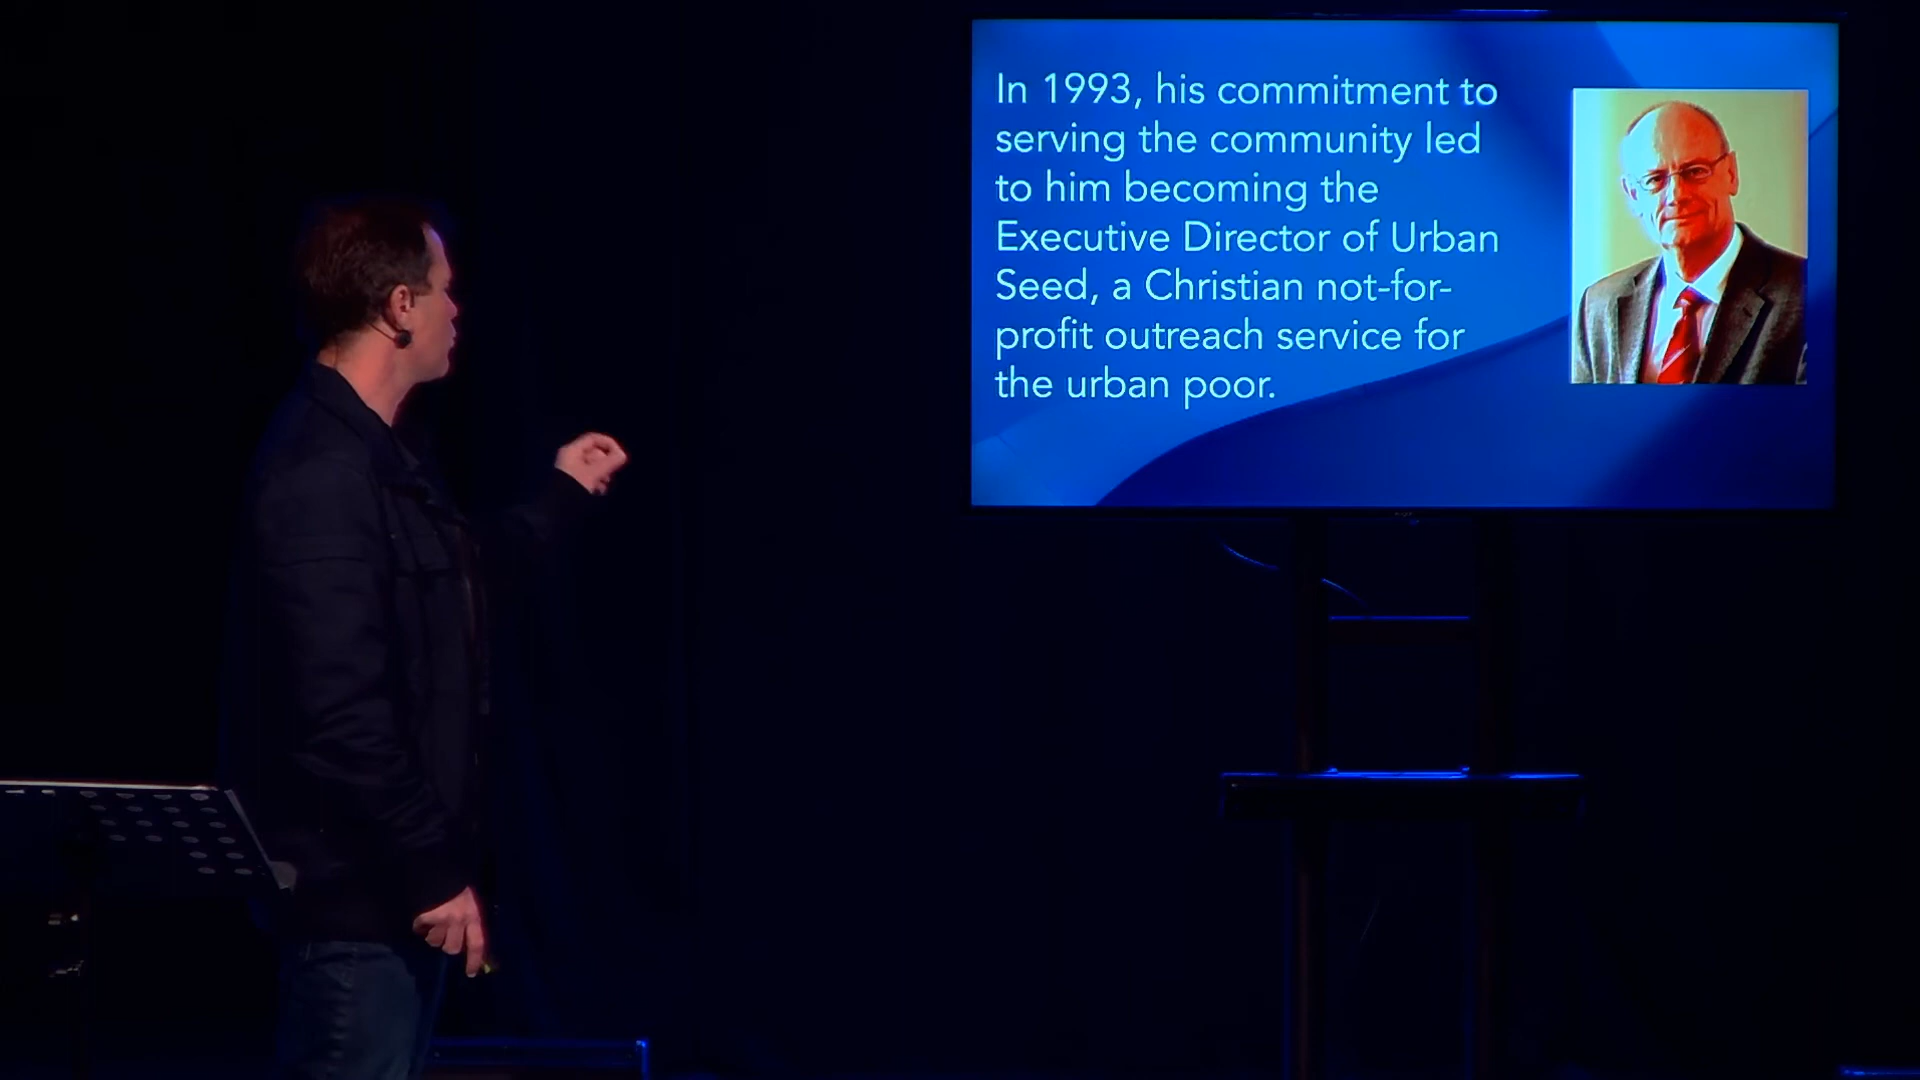 In 1993, his commitment to
serving the community led
to him becoming the
Executive Director of Urban
Seed, a Christian not-for-
profit outreach service for
the urban poor.